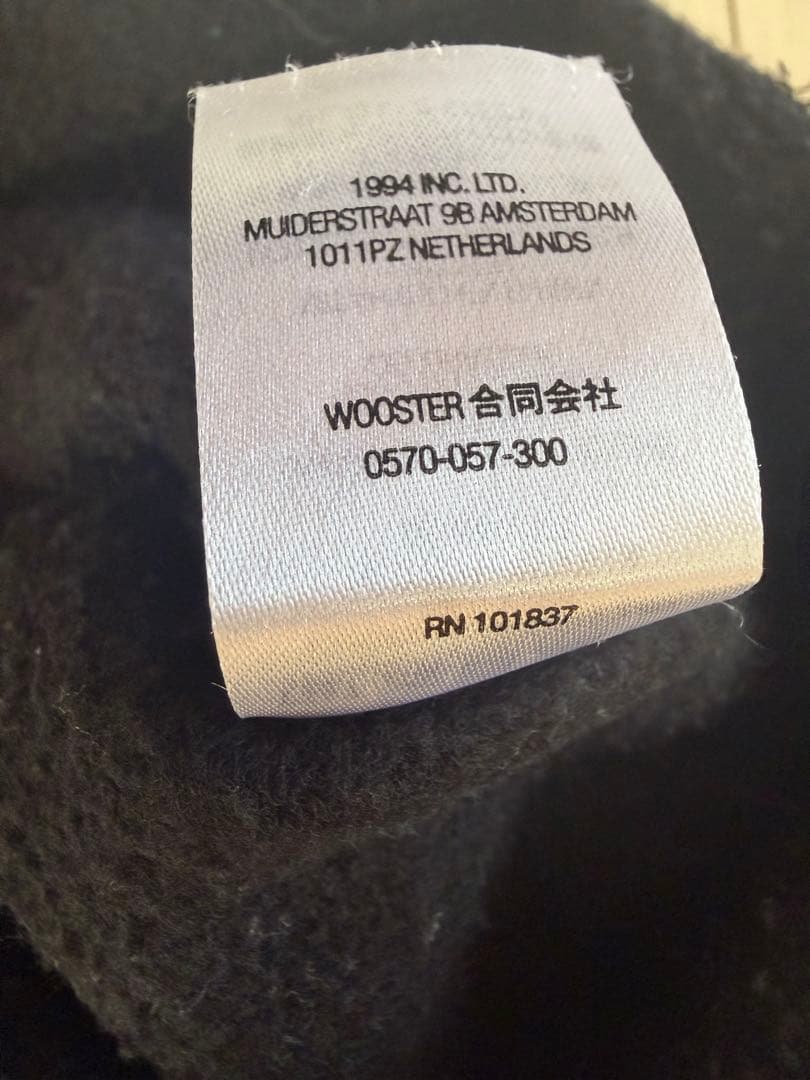 1994 INC. LTD.
MUIDERSTRAAT 9B AMSTERDAM
1011PZ NETHERLANDS
WOOSTER 合同会社
0570-057-300
RN 101837